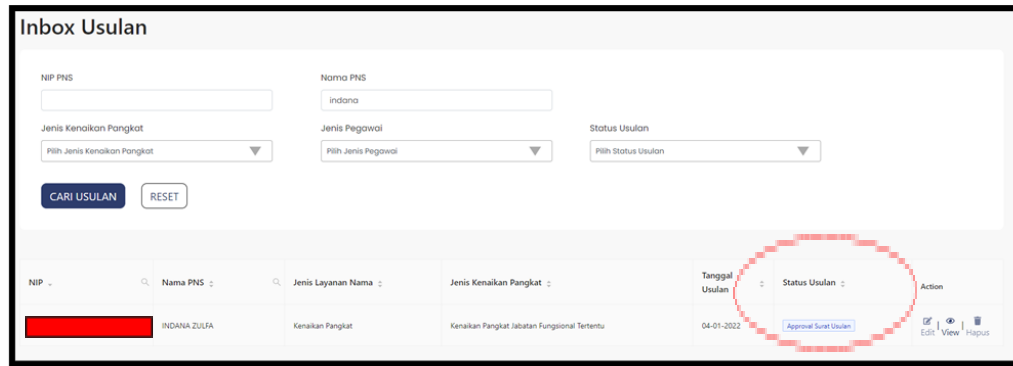 Inbox Usulan
NIP PNS
Nama PNS
indana
Jenis Kenaikan Pangkat
Jenis Pegawai
Status Usulan
Pilih Jenis Kenaikan Pangkat
Pilih Jenis Pegawai
Pilih Status Usulan
CARI USULAN
RESET
NIP
Nama PNS
Jenis Layanan Nama
Jenis Kenaikan Pangkat
Tanggal
Usulan
Status Usulan
Action
INDANA ZULFA
Kenaikan Pangkat
Kenaikan Pangkat Jabatan Fungsional Tertentu
04-01-2022
Approval Surat Usulan
Edit | View | Hapus